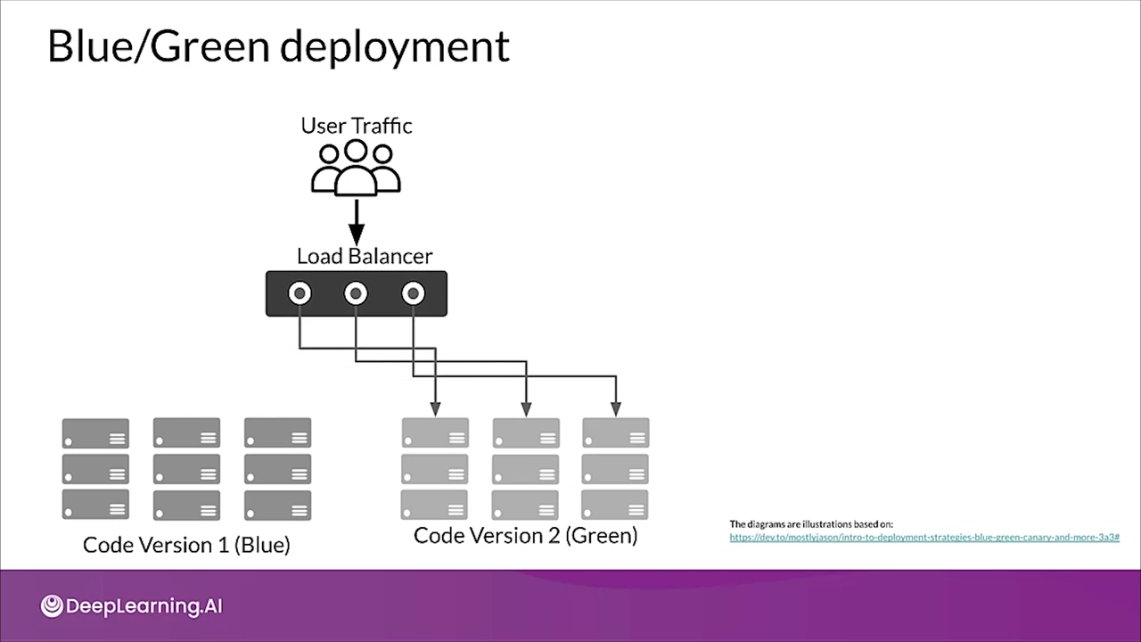 Blue/Green deployment
User Traffic
Load Balancer
Code Version 1 (Blue)
Code Version 2 (Green)
The diagrams are illustrations based on:
https://dev.to/mostlyjason/intro-to-deployment-strategies-blue-green-canary-and-more-3a3#
DeepLearning.AI